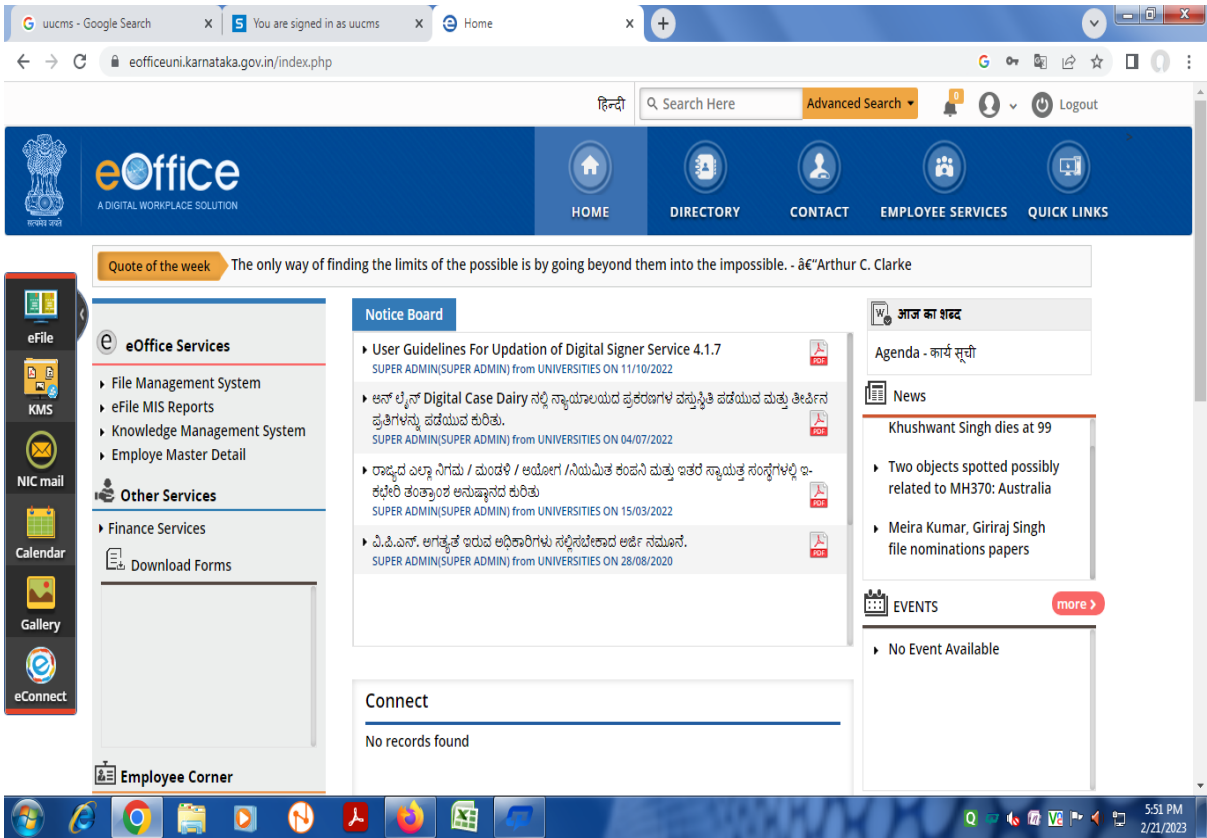 uucms - Google Search
You are signed in as uucms
Home
eofficeuni.karnataka.gov.in/index.php
हिन्दी
Search Here
Advanced Search
0
Logout
सत्यमेव जयते
eOffice
A DIGITAL WORKPLACE SOLUTION
HOME
DIRECTORY
CONTACT
EMPLOYEE SERVICES
QUICK LINKS
Quote of the week
The only way of finding the limits of the possible is by going beyond them into the impossible. - â€“Arthur C. Clarke
eFile
KMS
NIC mail
Calendar
Gallery
eConnect
eOffice Services
File Management System
eFile MIS Reports
Knowledge Management System
Employe Master Detail
Other Services
Finance Services
Download Forms
Employee Corner
Notice Board
User Guidelines For Updation of Digital Signer Service 4.1.7
SUPER ADMIN(SUPER ADMIN) from UNIVERSITIES ON 11/10/2022
PDF
ಅನ್ ಲೈನ್ Digital Case Dairy ನಲ್ಲಿ ನ್ಯಾಯಾಲಯದ ಪ್ರಕರಣಗಳ ವಸ್ತುಸ್ಥಿತಿ ಪಡೆಯುವ ಮತ್ತು ತೀರ್ಪಿನ
ಪ್ರತಿಗಳನ್ನು ಪಡೆಯುವ ಕುರಿತು.
SUPER ADMIN(SUPER ADMIN) from UNIVERSITIES ON 04/07/2022
PDF
ರಾಜ್ಯದ ಎಲ್ಲಾ ನಿಗಮ / ಮಂಡಳಿ / ಆಯೋಗ /ನಿಯಮಿತ ಕಂಪನಿ ಮತ್ತು ಇತರೆ ಸ್ವಾಯತ್ತ ಸಂಸ್ಥೆಗಳಲ್ಲಿ ಇ-
ಕಛೇರಿ ತಂತ್ರಾಂಶ ಅನುಷ್ಠಾನದ ಕುರಿತು
SUPER ADMIN(SUPER ADMIN) from UNIVERSITIES ON 15/03/2022
PDF
ವಿ.ಪಿ.ಎನ್. ಅಗತ್ಯತೆ ಇರುವ ಅಧಿಕಾರಿಗಳು ಸಲ್ಲಿಸಬೇಕಾದ ಅರ್ಜಿ ನಮೂನೆ.
SUPER ADMIN(SUPER ADMIN) from UNIVERSITIES ON 28/08/2020
PDF
Connect
No records found
आज का शब्द
Agenda - कार्य सूची
News
Khushwant Singh dies at 99
Two objects spotted possibly
related to MH370: Australia
Meira Kumar, Giriraj Singh
file nominations papers
EVENTS
more
No Event Available
5:51 PM
2/21/2023